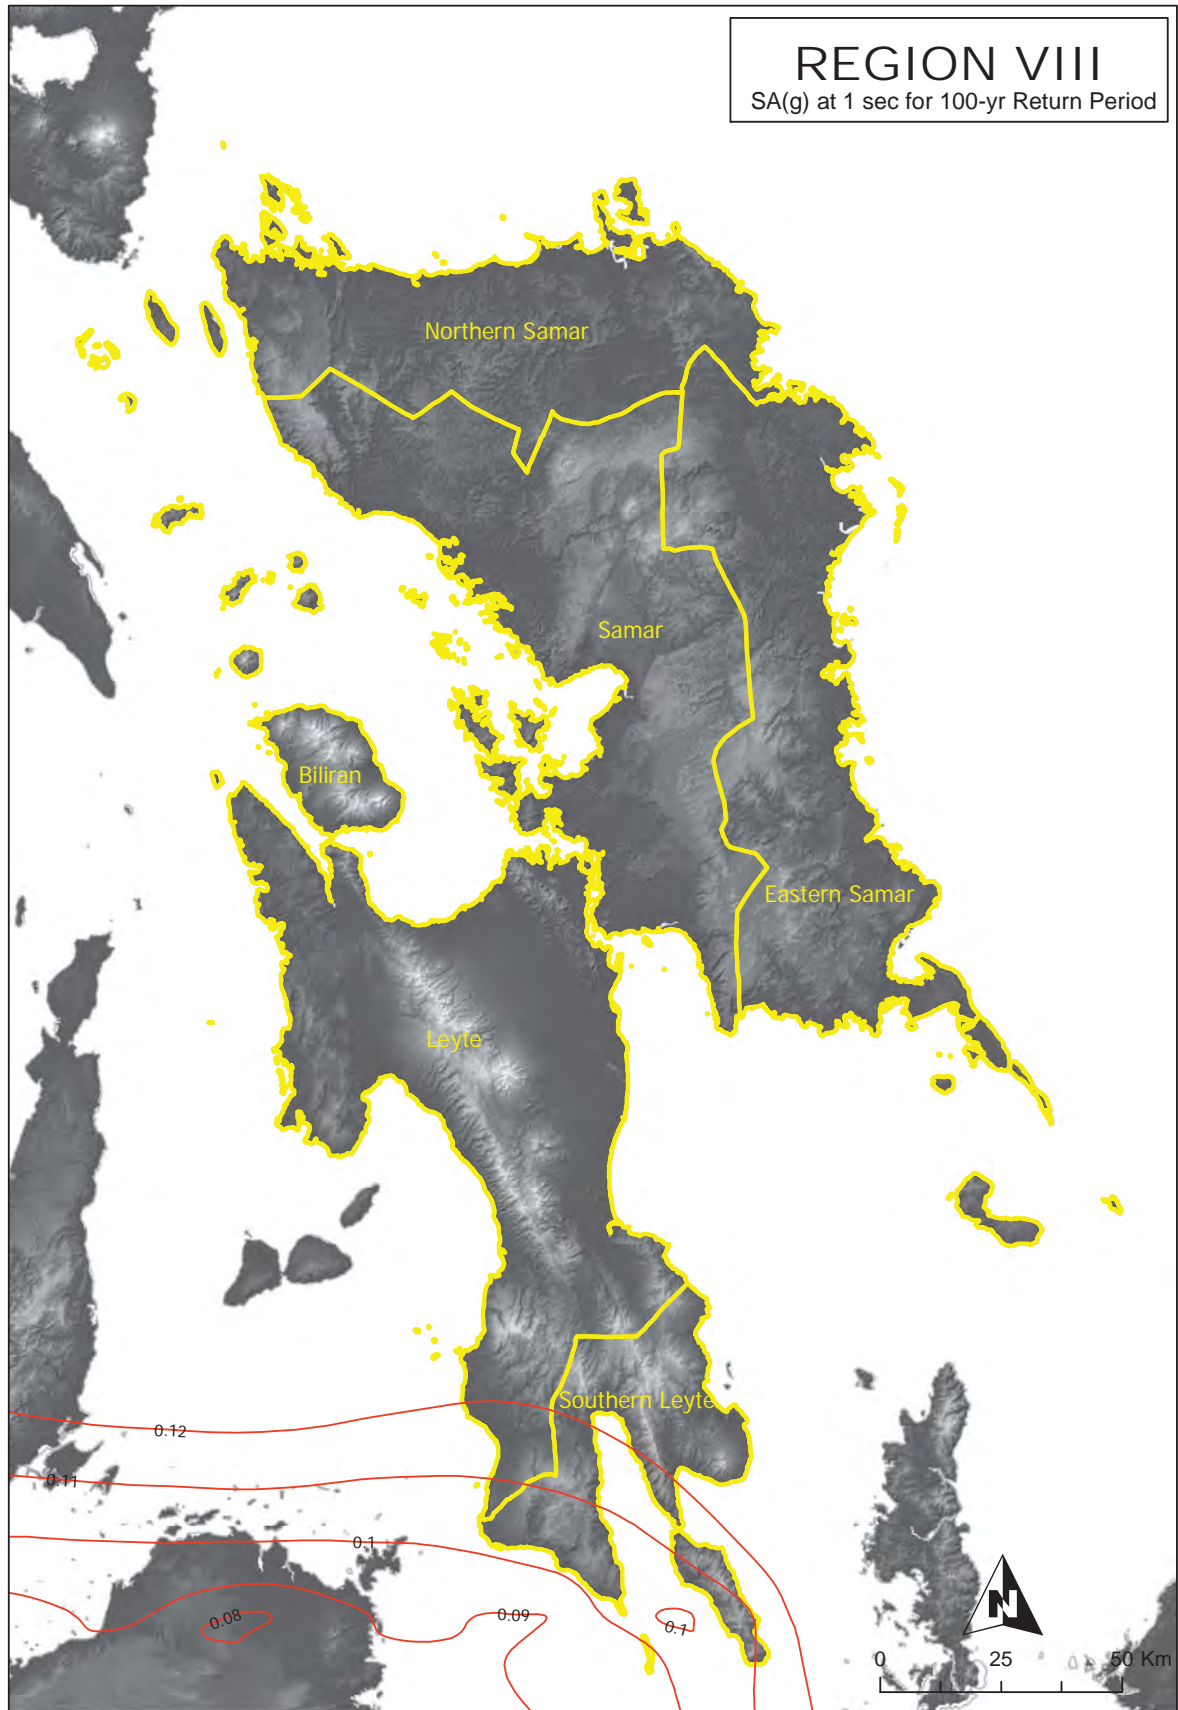 REGION VIII
SA(g) at 1 sec for 100-yr Return Period
Northern Samar
Samar
Biliran
Eastern Samar
Leyte
Southern Leyte
0.12
0.11
0.1
0.09
0.08
0.1
N
0 25 50 Km